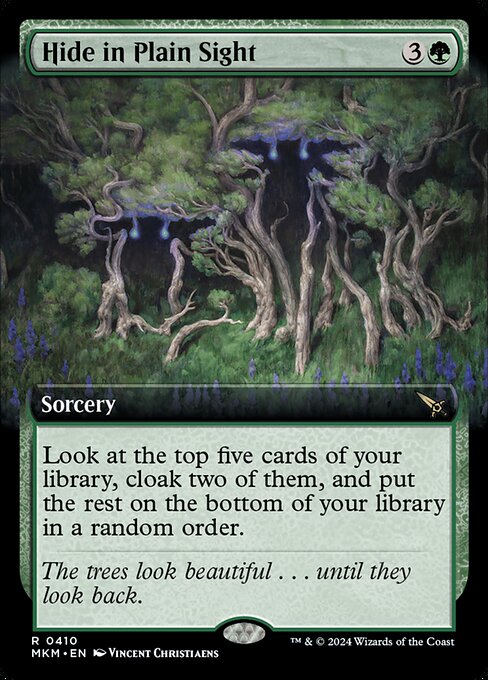 Hide in Plain Sight 3
Sorcery
Look at the top five cards of your
library, cloak two of them, and put
the rest on the bottom of your library
in a random order.
The trees look beautiful . . . until they
look back.
R 0410
MKM • EN Vincent Christiaens
™ & © 2024 Wizards of the Coast